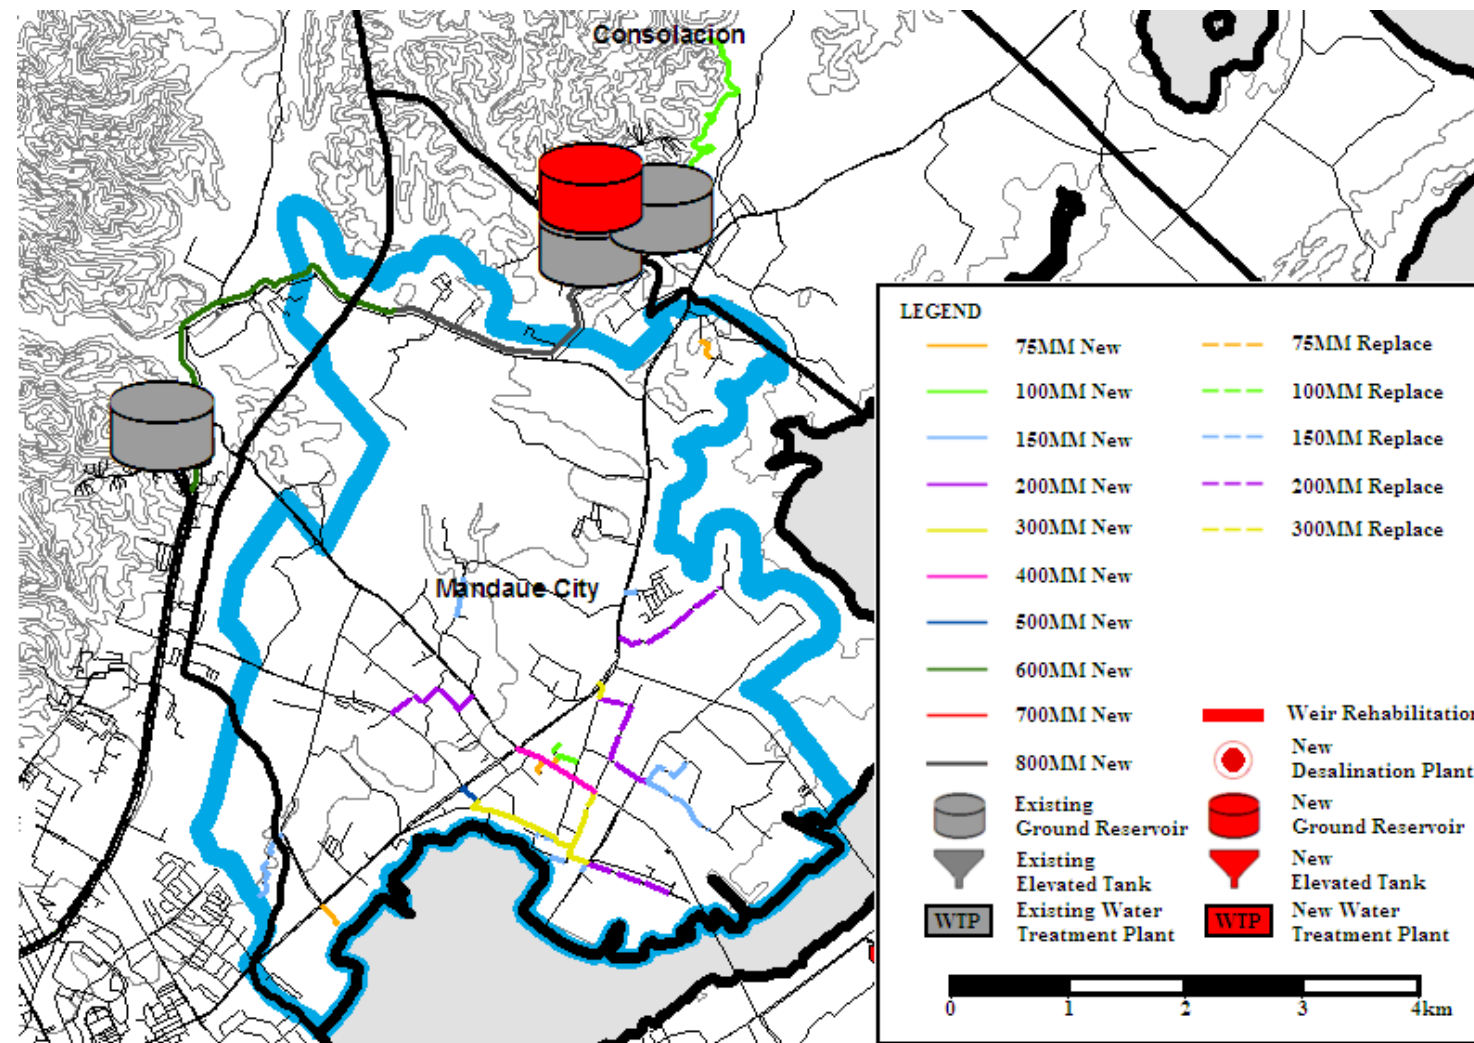 Consolacion
Mandaue City
LEGEND
75MM New
75MM Replace
100MM New
100MM Replace
150MM New
150MM Replace
200MM New
200MM Replace
300MM New
300MM Replace
400MM New
500MM New
600MM New
700MM New
Weir Rehabilitation
800MM New
New
Desalination Plant
Existing
Ground Reservoir
New
Ground Reservoir
Existing
Elevated Tank
New
Elevated Tank
WTP
Existing Water
Treatment Plant
WTP
New Water
Treatment Plant
0 1 2 3 4km